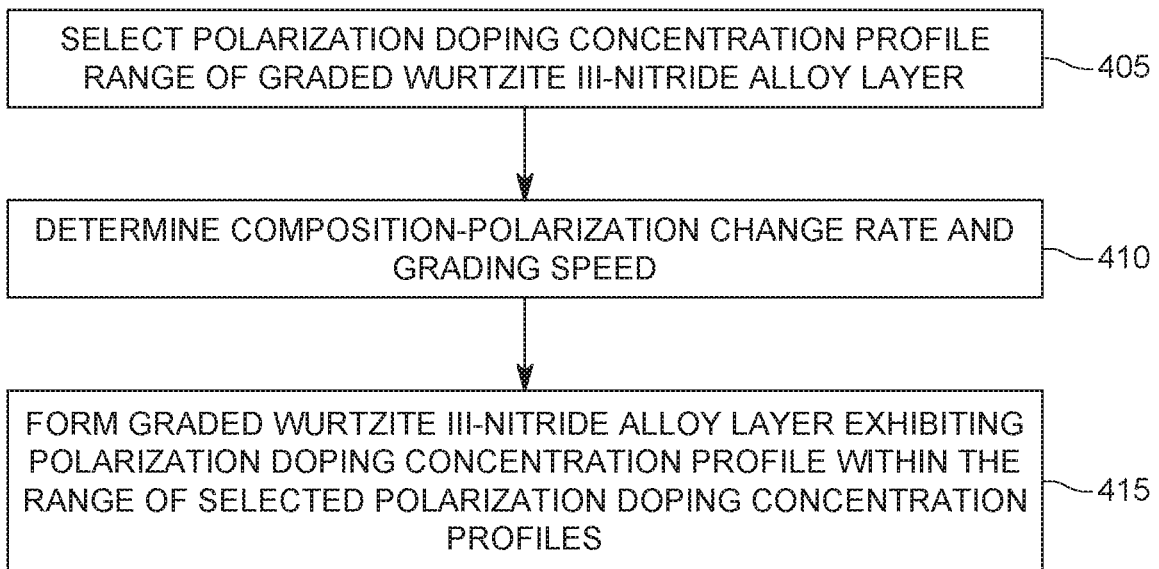 SELECT POLARIZATION DOPING CONCENTRATION PROFILE
RANGE OF GRADED WURTZITE III-NITRIDE ALLOY LAYER
405
DETERMINE COMPOSITION-POLARIZATION CHANGE RATE AND
GRADING SPEED
410
FORM GRADED WURTZITE III-NITRIDE ALLOY LAYER EXHIBITING
POLARIZATION DOPING CONCENTRATION PROFILE WITHIN THE
RANGE OF SELECTED POLARIZATION DOPING CONCENTRATION
PROFILES
415